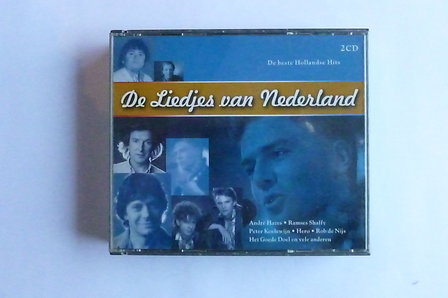 2CD
De beste Hollandse Hits
De Liedjes van Nederland
André Hazes • Ramses Shaffy
Peter Koelewijn • Hero • Rob de Nijs
Het Goede Doel en vele anderen